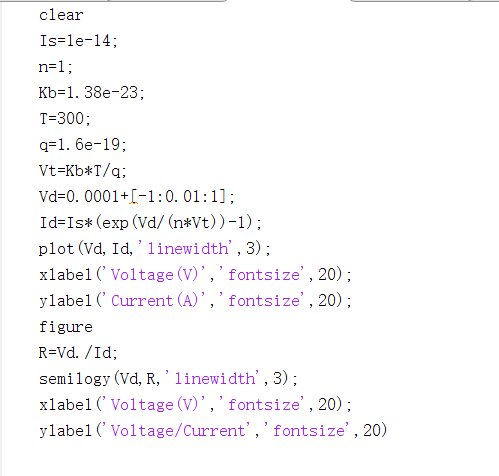 clear
Is=1e-14;
n=1;
Kb=1.38e-23;
T=300;
q=1.6e-19;
Vt=Kb*T/q;
Vd=0.0001+[-1:0.01:1];
Id=Is*(exp(Vd/(n*Vt))-1);
plot(Vd,Id,'linewidth',3);
xlabel('Voltage(V)','fontsize',20);
ylabel('Current(A)','fontsize',20);
figure
R=Vd./Id;
semilogy(Vd,R,'linewidth',3);
xlabel('Voltage(V)','fontsize',20);
ylabel('Voltage/Current','fontsize',20)